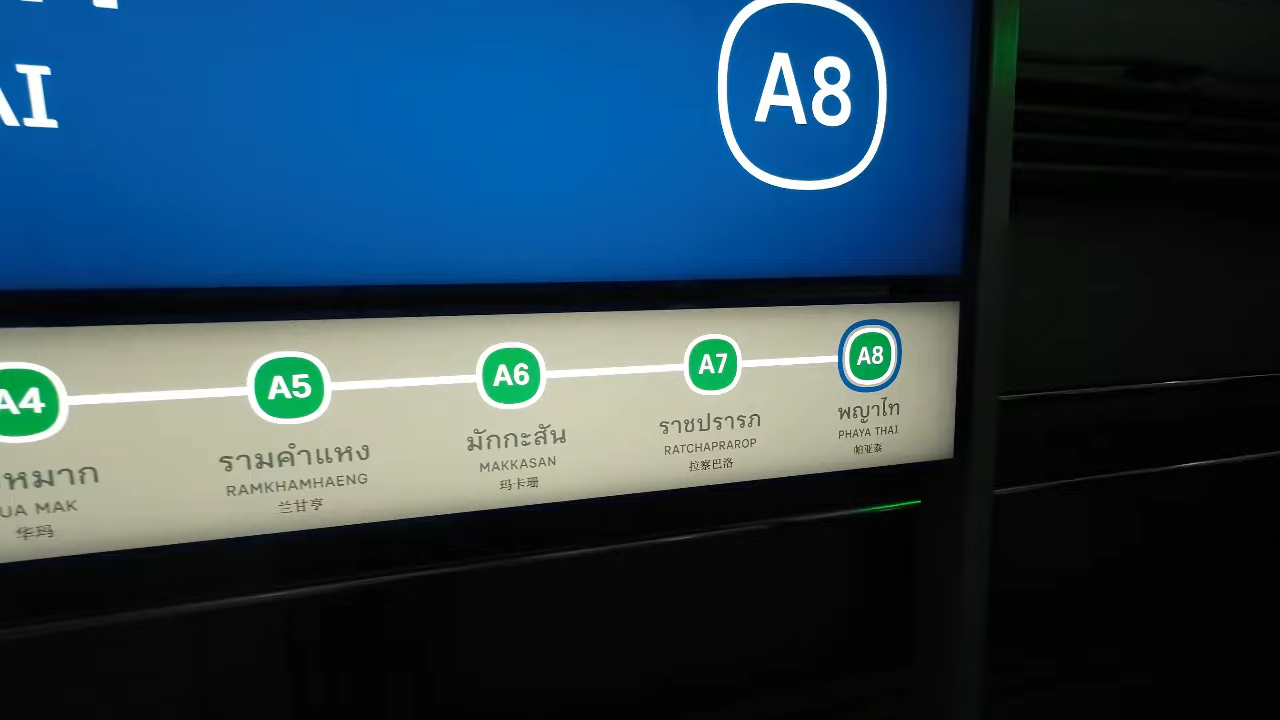 AI
A8
A4
A5
A6
A7
A8
หมาก
UA MAK
华玛
รามคำแหง
RAMKHAMHAENG
兰甘亨
มักกะสัน
MAKKASAN
玛卡珊
ราชปรารภ
RATCHAPRAROP
拉察巴洛
พญาไท
PHAYA THAI
帕亚泰